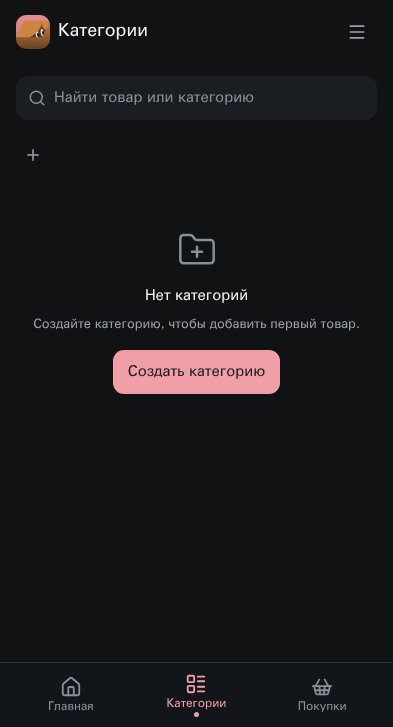 Категории
Найти товар или категорию
Нет категорий
Создайте категорию, чтобы добавить первый товар.
Создать категорию
Главная
Категории
Покупки